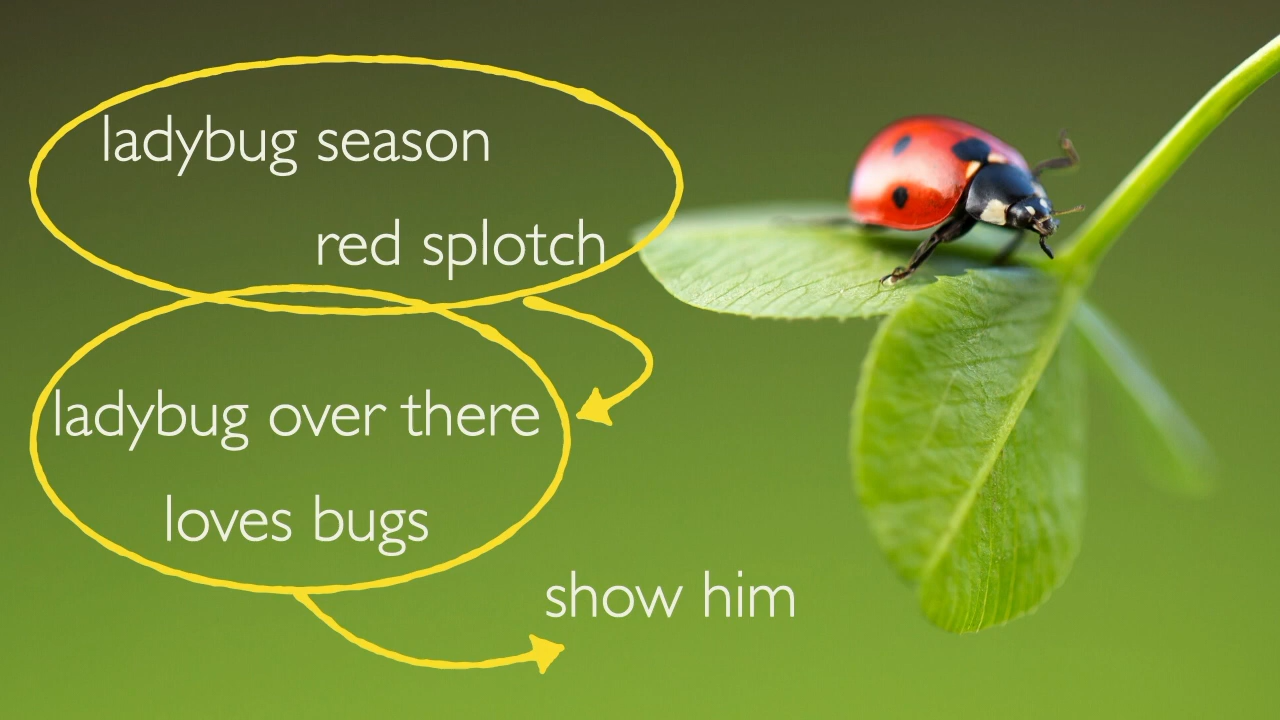 ladybug season
red splotch
ladybug over there
loves bugs
show him